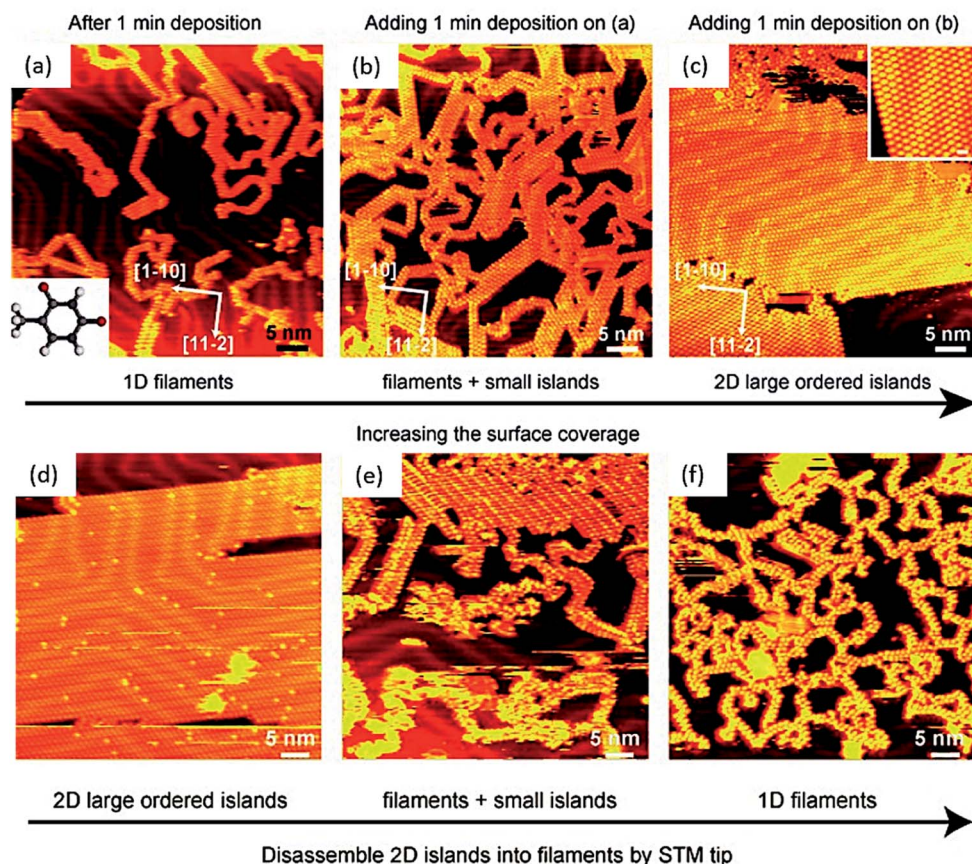 After 1 min deposition
Adding 1 min deposition on (a)
Adding 1 min deposition on (b)
(a)
[1-10]
[11-2]
5 nm
(b)
[1-10]
[11-2]
5 nm
(c)
[1-10]
[11-2]
5 nm
1D filaments
filaments + small islands
2D large ordered islands
Increasing the surface coverage
(d)
5 nm
(e)
5 nm
(f)
5 nm
2D large ordered islands
filaments + small islands
1D filaments
Disassemble 2D islands into filaments by STM tip